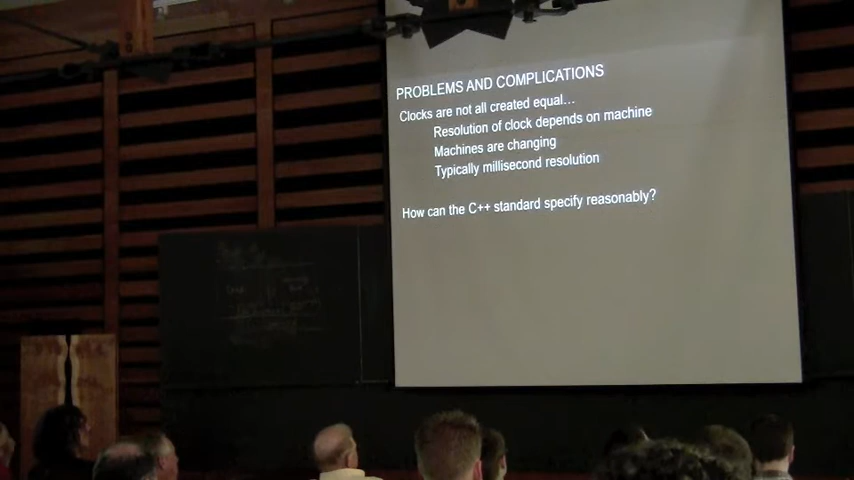 PROBLEMS AND COMPLICATIONS
Clocks are not all created equal...
Resolution of clock depends on machine
Machines are changing
Typically millisecond resolution
How can the C++ standard specify reasonably?